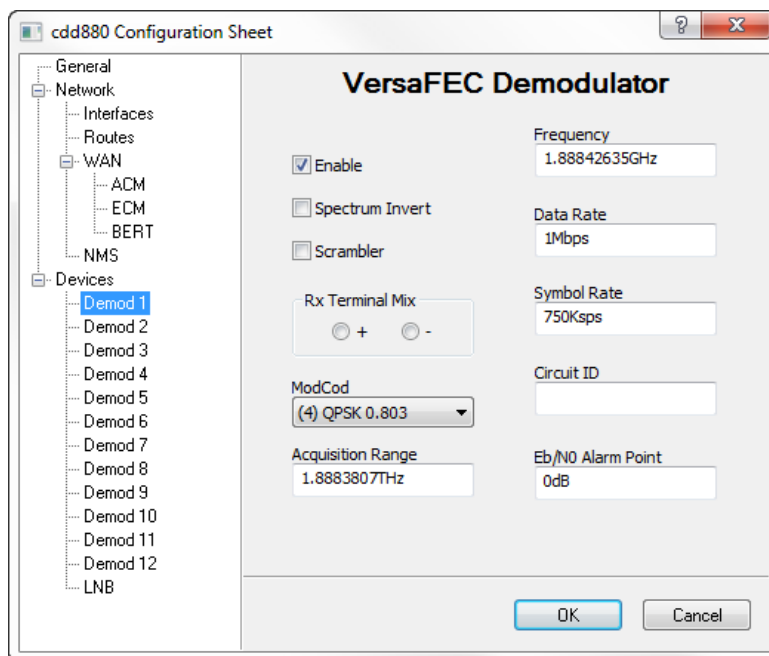 cdd880 Configuration Sheet
General
Network
Interfaces
Routes
WAN
ACM
ECM
BERT
NMS
Devices
Demod 1
Demod 2
Demod 3
Demod 4
Demod 5
Demod 6
Demod 7
Demod 8
Demod 9
Demod 10
Demod 11
Demod 12
LNB
VersaFEC Demodulator
Enable
Spectrum Invert
Scrambler
Rx Terminal Mix
+ -
ModCod
(4) QPSK 0.803
Acquisition Range
1.8883807THz
Frequency
1.88842635GHz
Data Rate
1Mbps
Symbol Rate
750Ksps
Circuit ID
Eb/N0 Alarm Point
0dB
OK Cancel